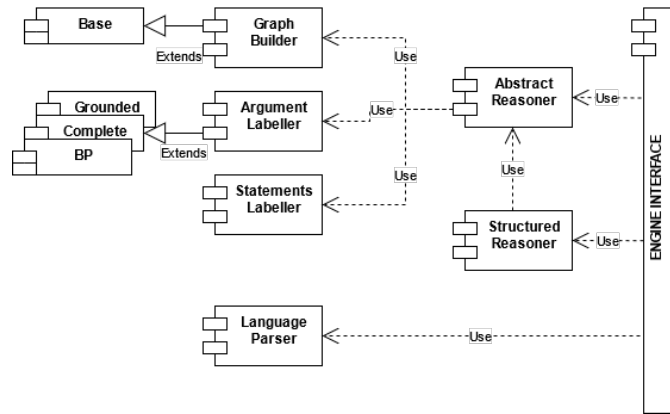 Base
Graph
Builder
Extends
Use
Grounded
Complete
BP
Extends
Argument
Labeller
Use
Abstract
Reasoner
Use
Statements
Labeller
Use
Use
Structured
Reasoner
Use
Language
Parser
Use
ENGINE INTERFACE